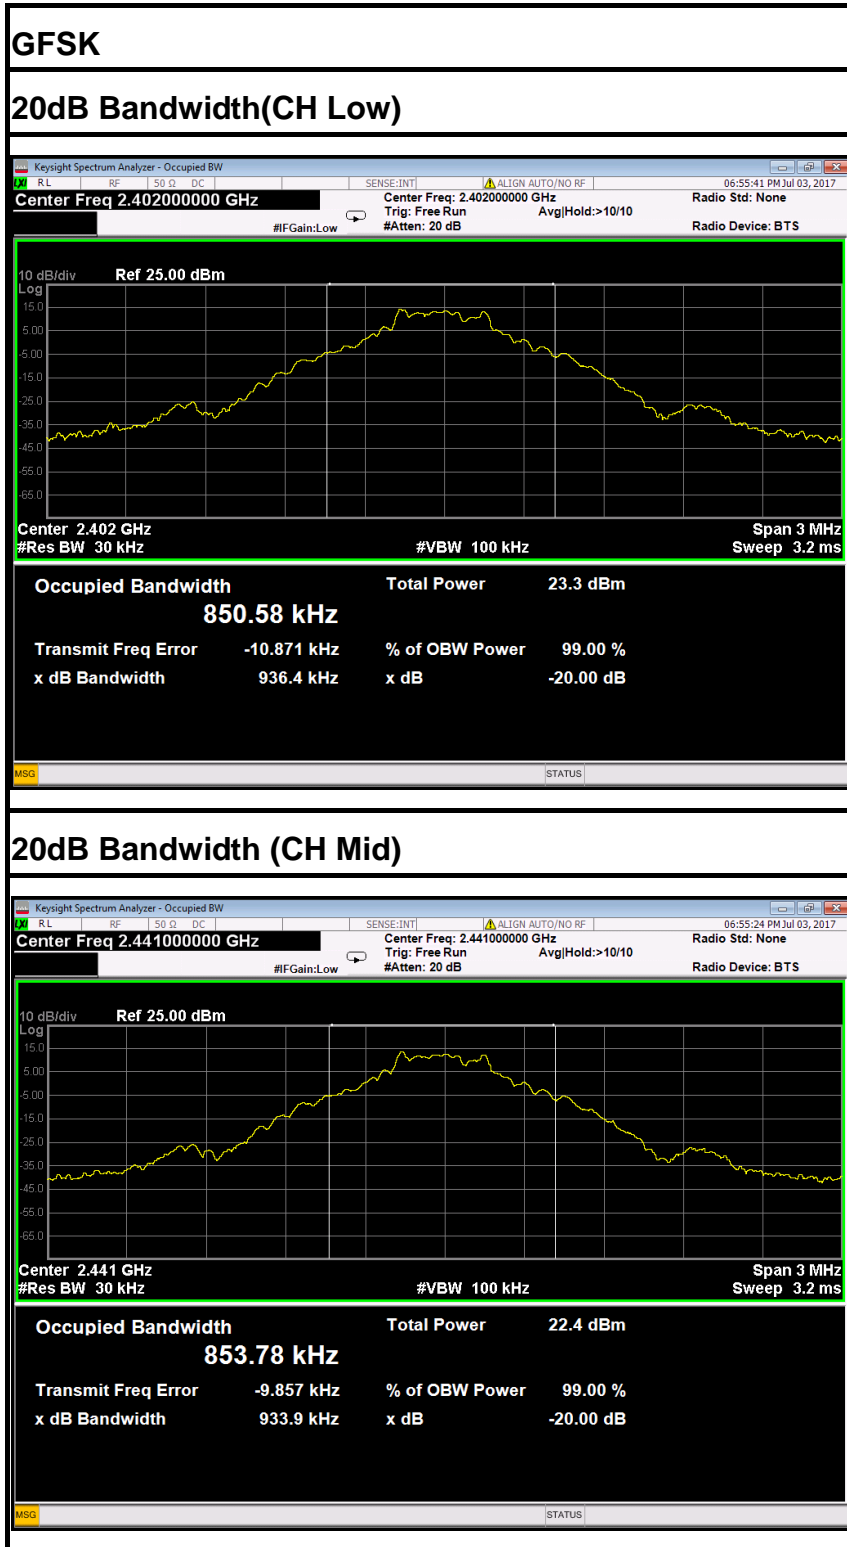 GFSK
20dB Bandwidth(CH Low)
Keysight Spectrum Analyzer - Occupied BW
LXI RL RF 50 Ω DC SENSE:INT ALIGN AUTO/NO RF 06:55:41 PM Jul 03, 2017
Center Freq 2.402000000 GHz Center Freq: 2.402000000 GHz Radio Std: None
Trig: Free Run Avg|Hold:>10/10
#IFGain:Low #Atten: 20 dB Radio Device: BTS
10 dB/div Ref 25.00 dBm
Log
15.0
5.00
-5.00
-15.0
-25.0
-35.0
-45.0
-55.0
-65.0
Center 2.402 GHz Span 3 MHz
#Res BW 30 kHz #VBW 100 kHz Sweep 3.2 ms
Occupied Bandwidth Total Power 23.3 dBm
850.58 kHz
Transmit Freq Error -10.871 kHz % of OBW Power 99.00 %
x dB Bandwidth 936.4 kHz x dB -20.00 dB
MSG STATUS
20dB Bandwidth (CH Mid)
Keysight Spectrum Analyzer - Occupied BW
LXI RL RF 50 Ω DC SENSE:INT ALIGN AUTO/NO RF 06:55:24 PM Jul 03, 2017
Center Freq 2.441000000 GHz Center Freq: 2.441000000 GHz Radio Std: None
Trig: Free Run Avg|Hold:>10/10
#IFGain:Low #Atten: 20 dB Radio Device: BTS
10 dB/div Ref 25.00 dBm
Log
15.0
5.00
-5.00
-15.0
-25.0
-35.0
-45.0
-55.0
-65.0
Center 2.441 GHz Span 3 MHz
#Res BW 30 kHz #VBW 100 kHz Sweep 3.2 ms
Occupied Bandwidth Total Power 22.4 dBm
853.78 kHz
Transmit Freq Error -9.857 kHz % of OBW Power 99.00 %
x dB Bandwidth 933.9 kHz x dB -20.00 dB
MSG STATUS